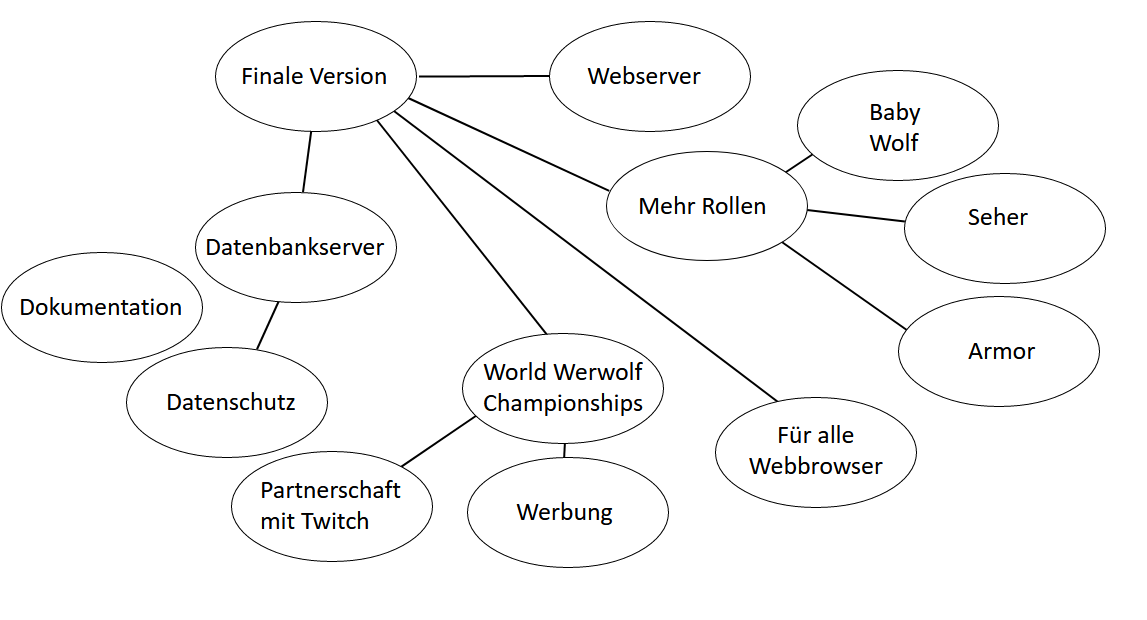 Finale Version
Webserver
Baby
Wolf
Mehr Rollen
Seher
Datenbankserver
Dokumentation
Armor
World Werwolf
Championships
Datenschutz
Für alle
Webbrowser
Partnerschaft
mit Twitch
Werbung